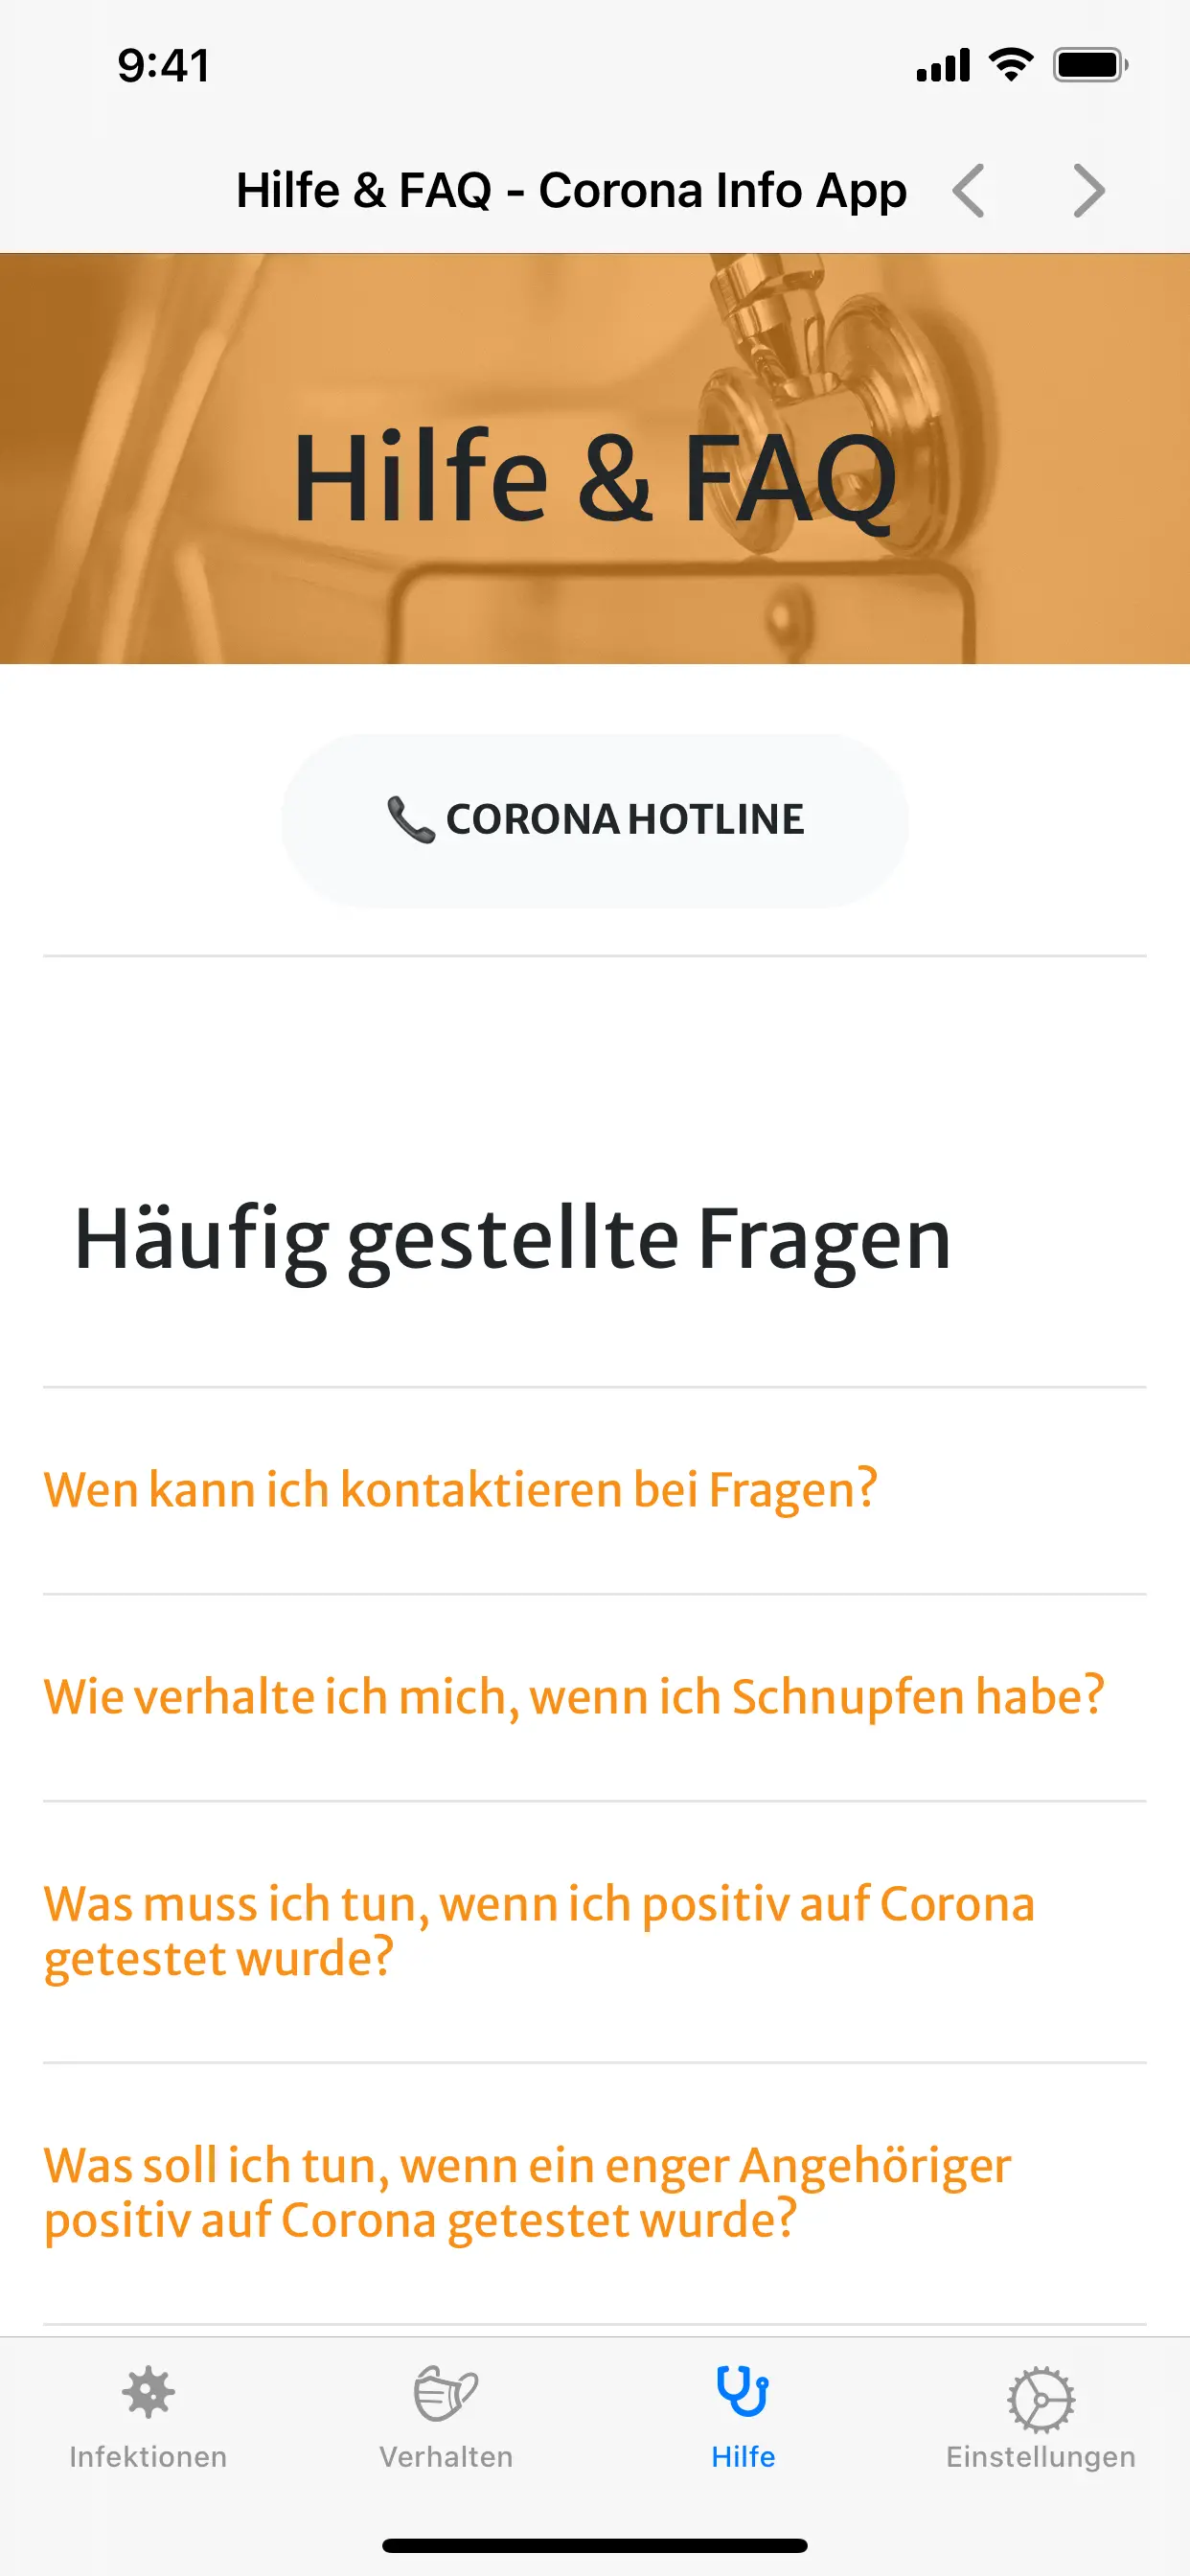 9:41
Hilfe & FAQ - Corona Info App
Hilfe & FAQ
CORONA HOTLINE
Häufig gestellte Fragen
Wen kann ich kontaktieren bei Fragen?
Wie verhalte ich mich, wenn ich Schnupfen habe?
Was muss ich tun, wenn ich positiv auf Corona
getestet wurde?
Was soll ich tun, wenn ein enger Angehöriger
positiv auf Corona getestet wurde?
Infektionen
Verhalten
Hilfe
Einstellungen